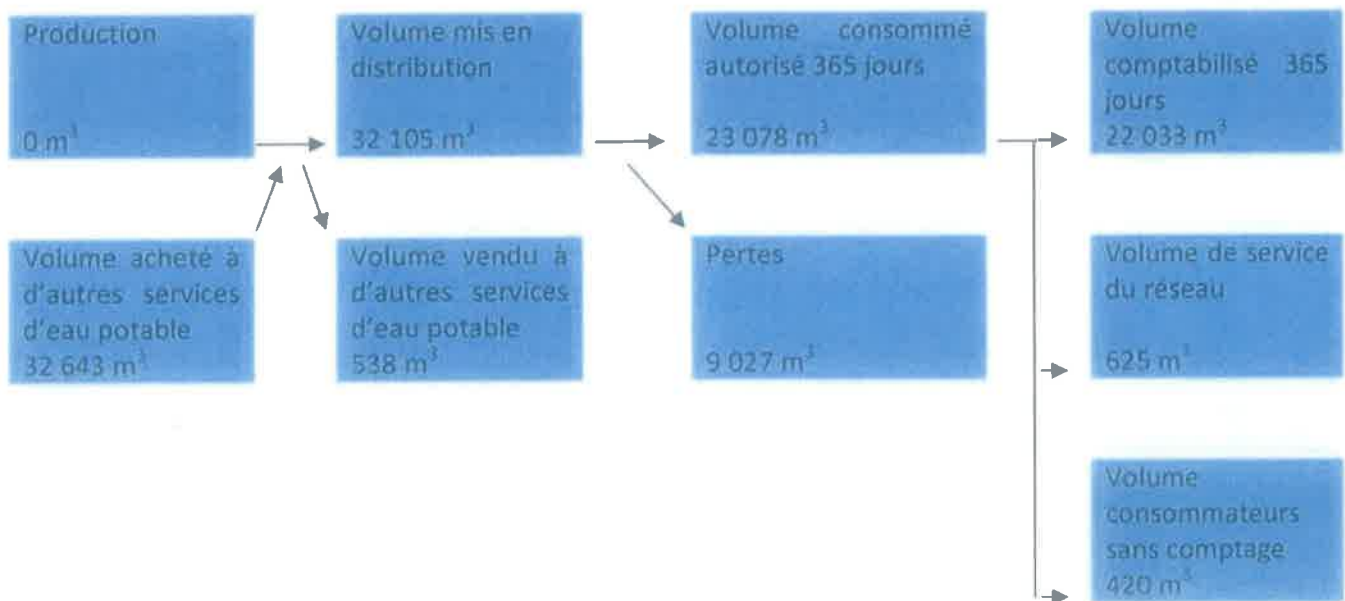 Production
0 m³
Volume mis en
distribution
32 105 m³
Volume consommé
autorisé 365 jours
23 078 m³
Volume
comptabilisé 365
jours
22 033 m³
Volume acheté à
d'autres services
d'eau potable
32 643 m³
Volume vendu à
d'autres services
d'eau potable
538 m³
Pertes
9 027 m³
Volume de service
du réseau
625 m³
Volume
consommateurs
sans comptage
420 m³